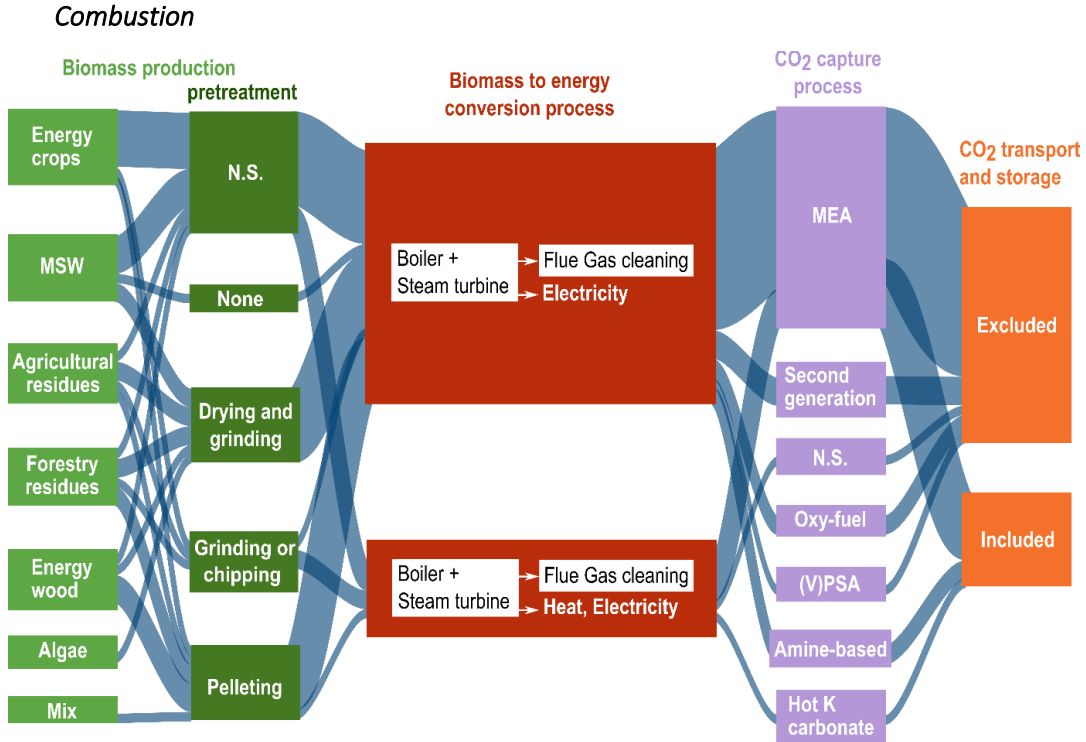 Combustion
Biomass production
pretreatment
Biomass to energy
conversion process
CO2 capture
process
CO2 transport
and storage
Energy
crops
MSW
Agricultural
residues
Forestry
residues
Energy
wood
Algae
Mix
N.S.
None
Drying and
grinding
Grinding or
chipping
Pelleting
Boiler +
Steam turbine
Flue Gas cleaning
Electricity
Boiler +
Steam turbine
Flue Gas cleaning
Heat, Electricity
MEA
Second
generation
N.S.
Oxy-fuel
(V)PSA
Amine-based
Hot K
carbonate
Excluded
Included